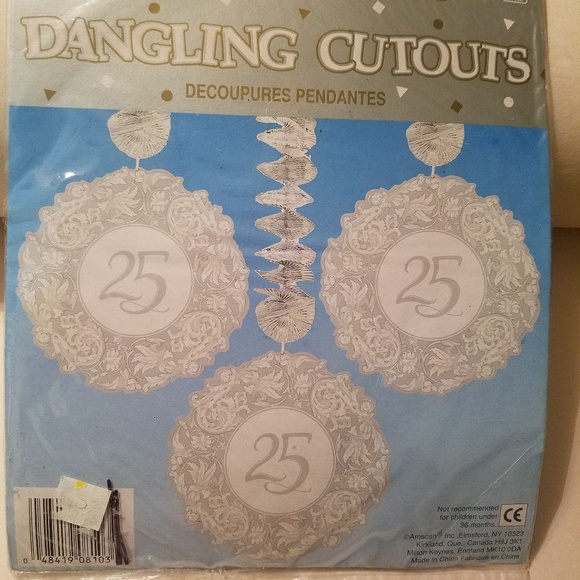 DANGLING CUTOUTS
DECOUPURES PENDANTES
25
25
25
Not recommended
for children under
36 months.
CE
©Amscan® Inc., Elmsford, NY 10523
Kirkland, Que., Canada H9J 3K1
Milton Keynes, England MK10 0DA
Made in China Fabriqué en Chine
0 48419 08103